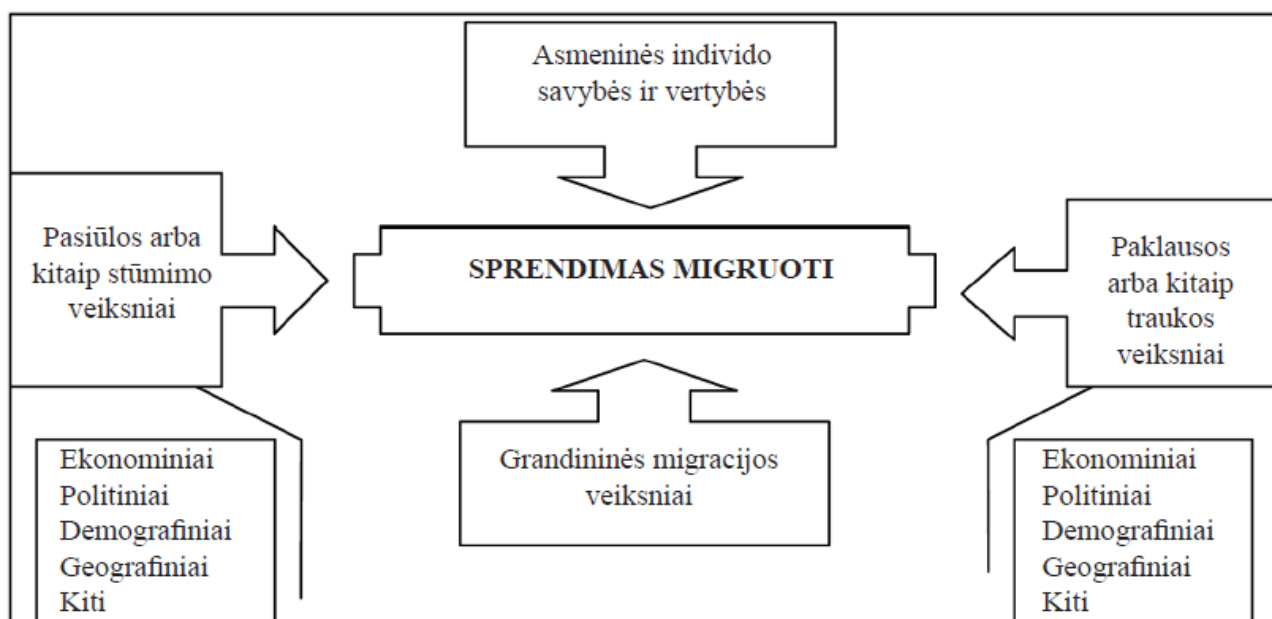 Asmeninės individo
savybės ir vertybės
Pasiūlos arba
kitaip stūmimo
veiksniai
SPRENDIMAS MIGRUOTI
Paklausos
arba kitaip
traukos
veiksniai
Grandininės migracijos
veiksniai
Ekonominiai
Politiniai
Demografiniai
Geografiniai
Kiti
Ekonominiai
Politiniai
Demografiniai
Geografiniai
Kiti